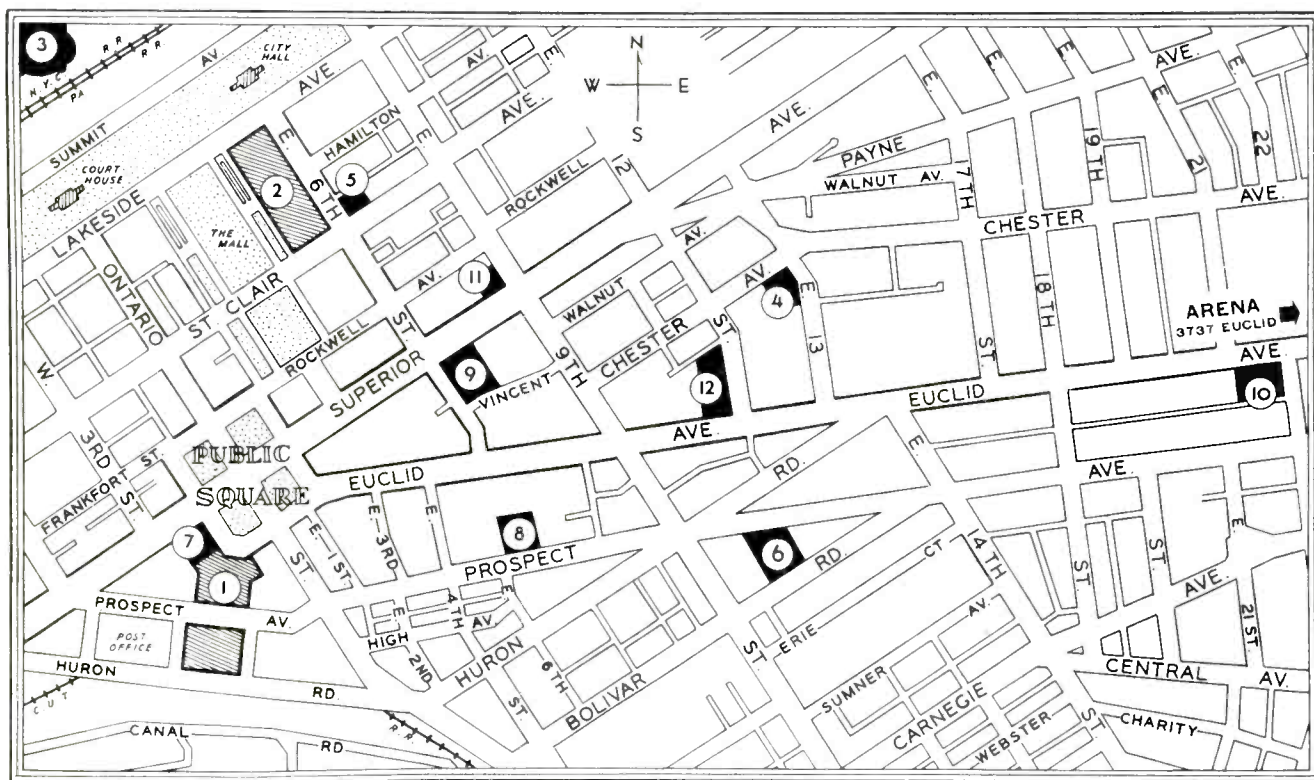 3
N.Y.C. R R
PA R R
CITY HALL
AV
SUMMIT
AVE
COURT HOUSE
LAKESIDE
2
E
6TH
HAMILTON
AV.
E
5
AVE.
N
W E
S
AVE.
E.
E.
E.
AVE.
E.
E.
PAYNE
WALNUT AV.
17TH
19TH
21
22
CHESTER
AVE.
THE MALL
ONTARIO
ST CLAIR
ROCKWELL
12
AV.
11
WALNUT
AV.
4
E.
13
18TH
ARENA
3737 EUCLID
AVE
W
ROCKWELL
ST
SUPERIOR
9
VINCENT
9TH
CHESTER
AV.
ST
12
ST.
EUCLID
AVE.
10
3RD
ST
FRANKFORT ST.
PUBLIC
SQUARE
EUCLID
E.
RD.
AVE.
7
1
E. 1 ST.
ST.
E. 3RD
E.
8
PROSPECT
6
RD.
CT
14TH
ST.
ST.
AVE.
E.
21ST
PROSPECT AV.
POST OFFICE
E.
4TH
E.
AV.
HIGH
2ND
HURON
ST.
6TH
BOLIVAR
ST
ERIE
AV.
SUMNER
CARNEGIE
WEBSTER
ST
CENTRAL AV.
CHARITY
HURON RD.
C U T
R R
CANAL RD